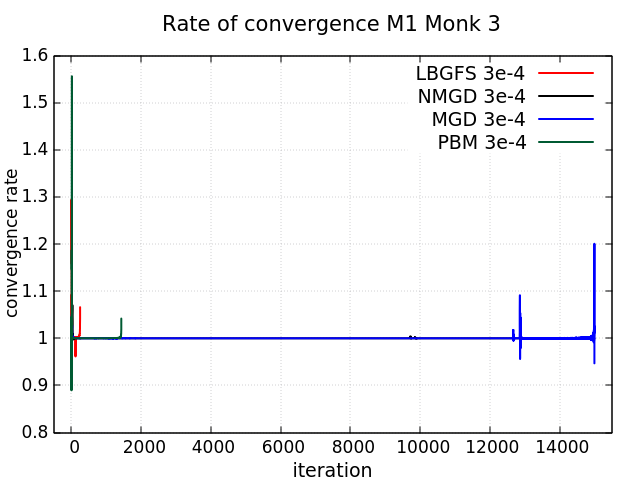 Rate of convergence M1 Monk 3
1.6
1.5
1.4
1.3
1.2
1.1
1
0.9
0.8
convergence rate
LBGFS 3e-4
NMGD 3e-4
MGD 3e-4
PBM 3e-4
0 2000 4000 6000 8000 10000 12000 14000
iteration